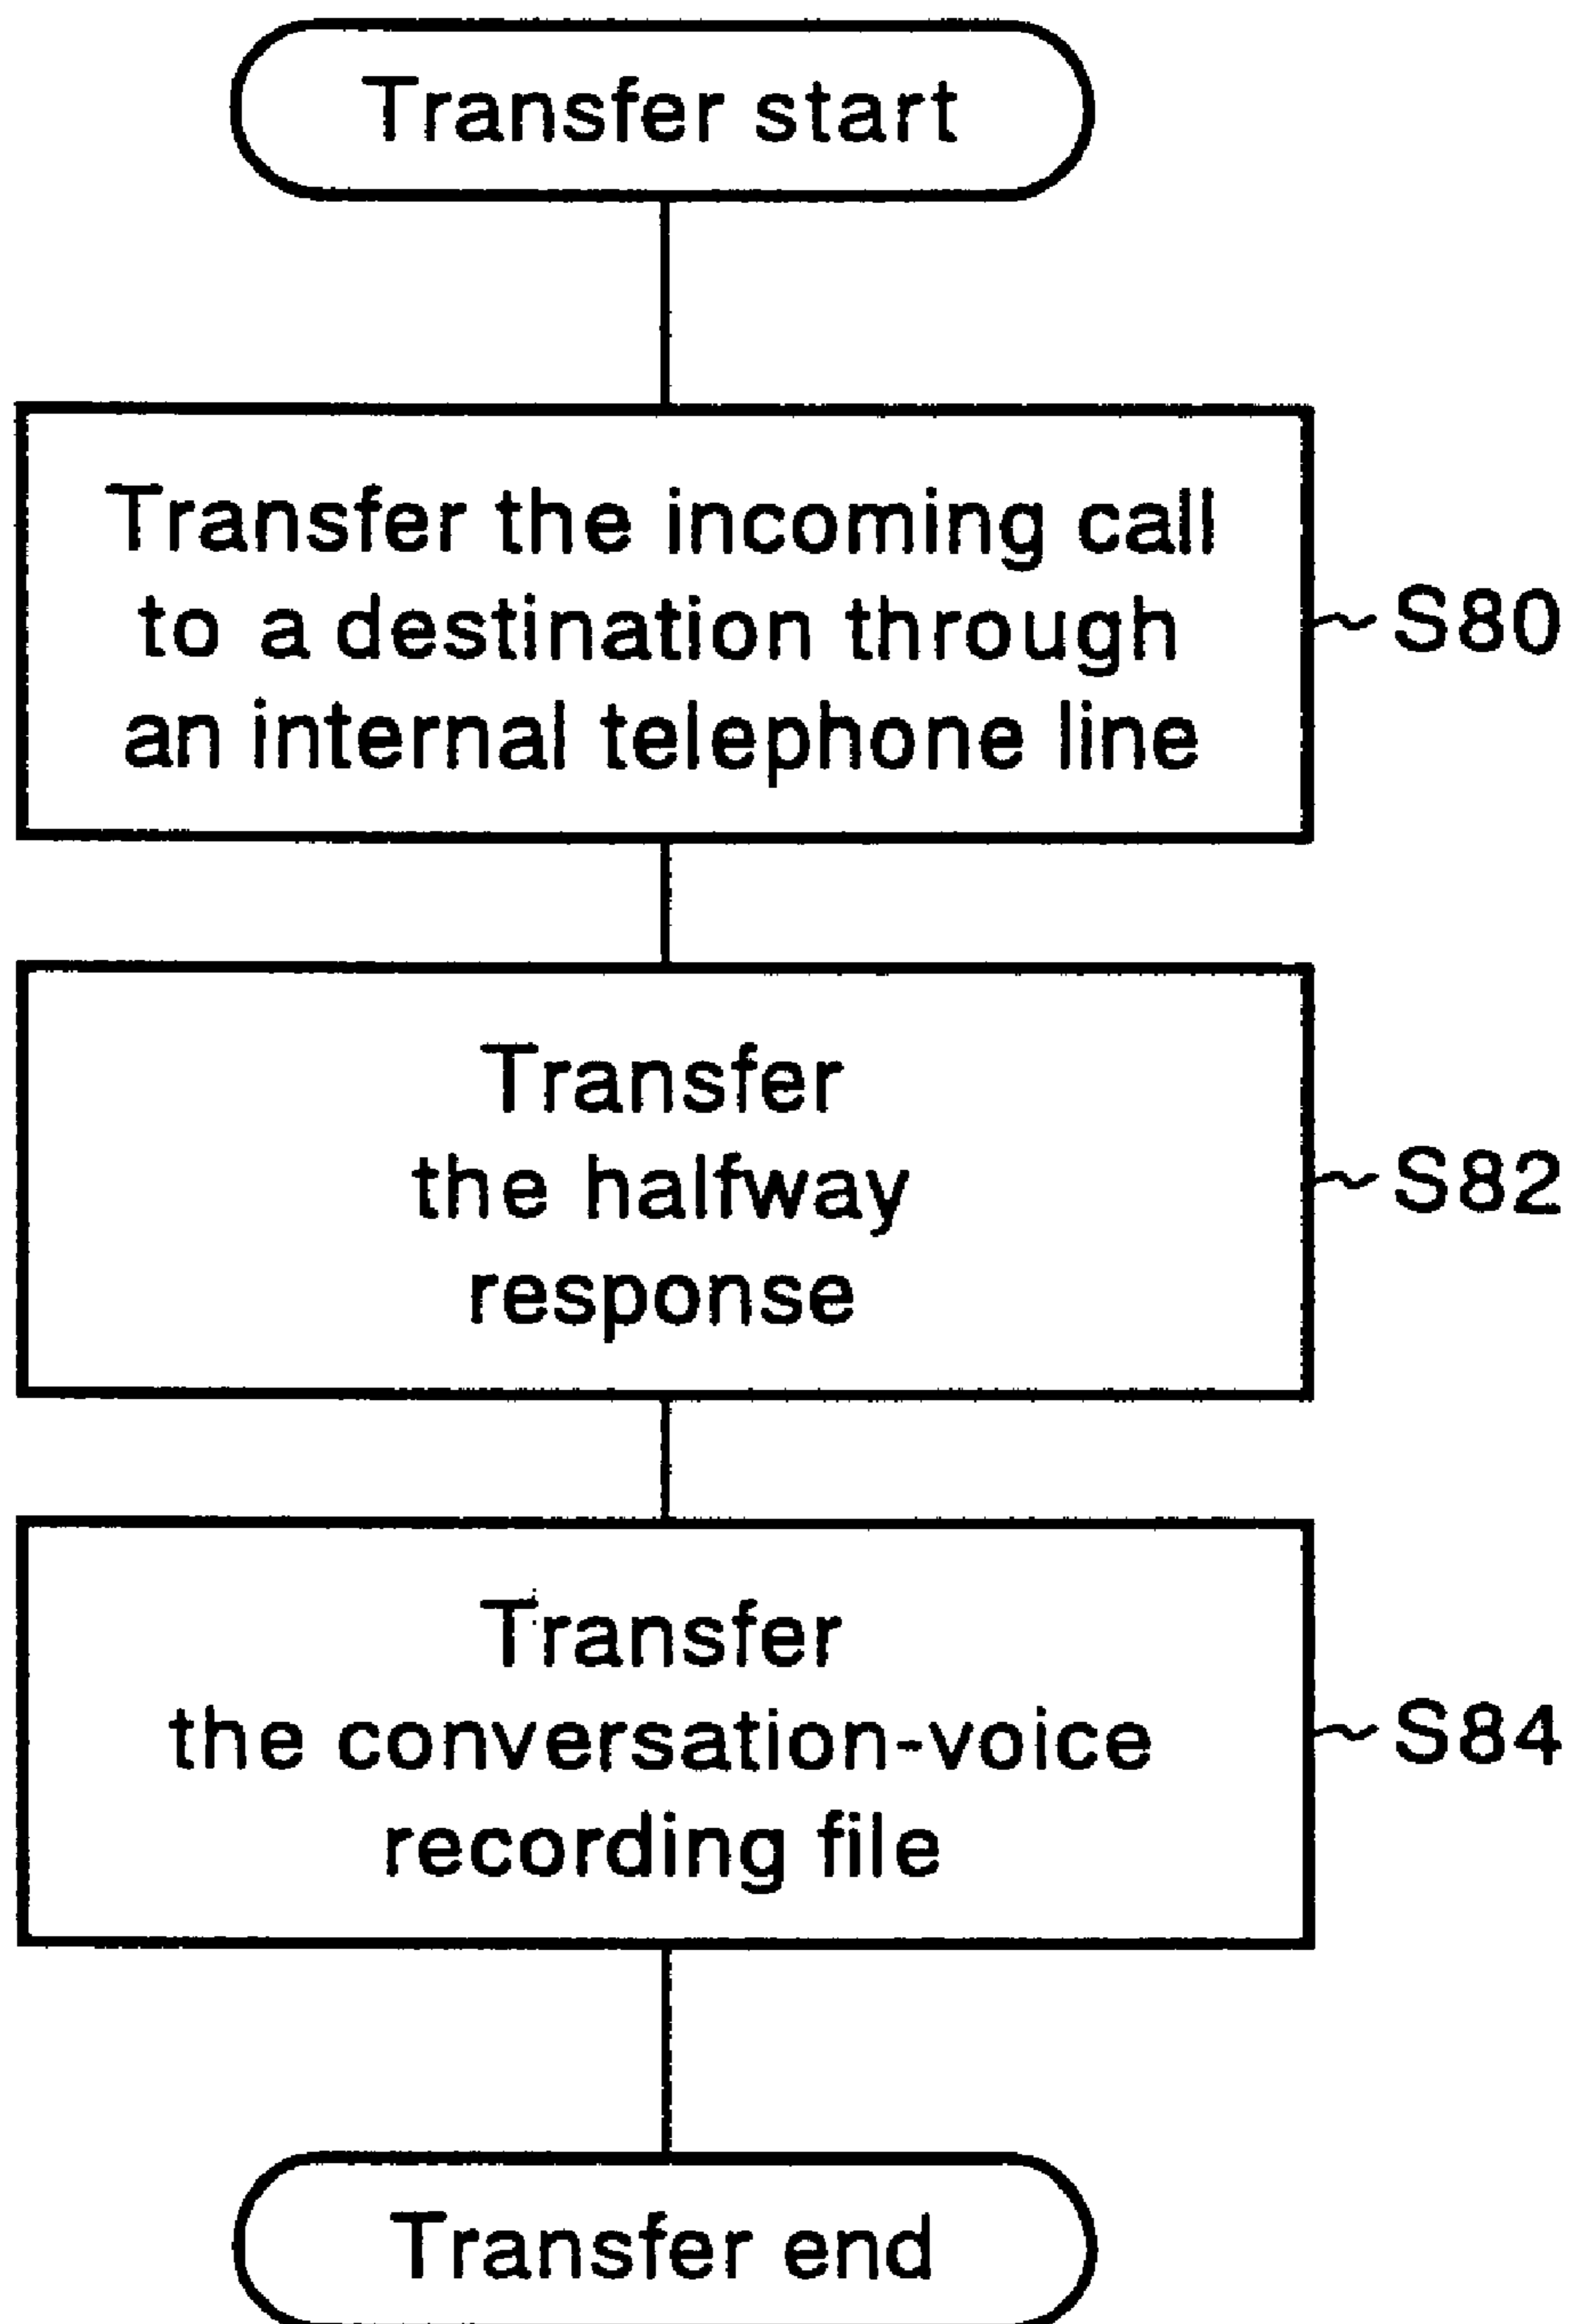 Transfer start
Transfer the incoming call
to a destination through
an internal telephone line
S80
Transfer
the halfway
response
S82
Transfer
the conversation-voice
recording file
S84
Transfer end